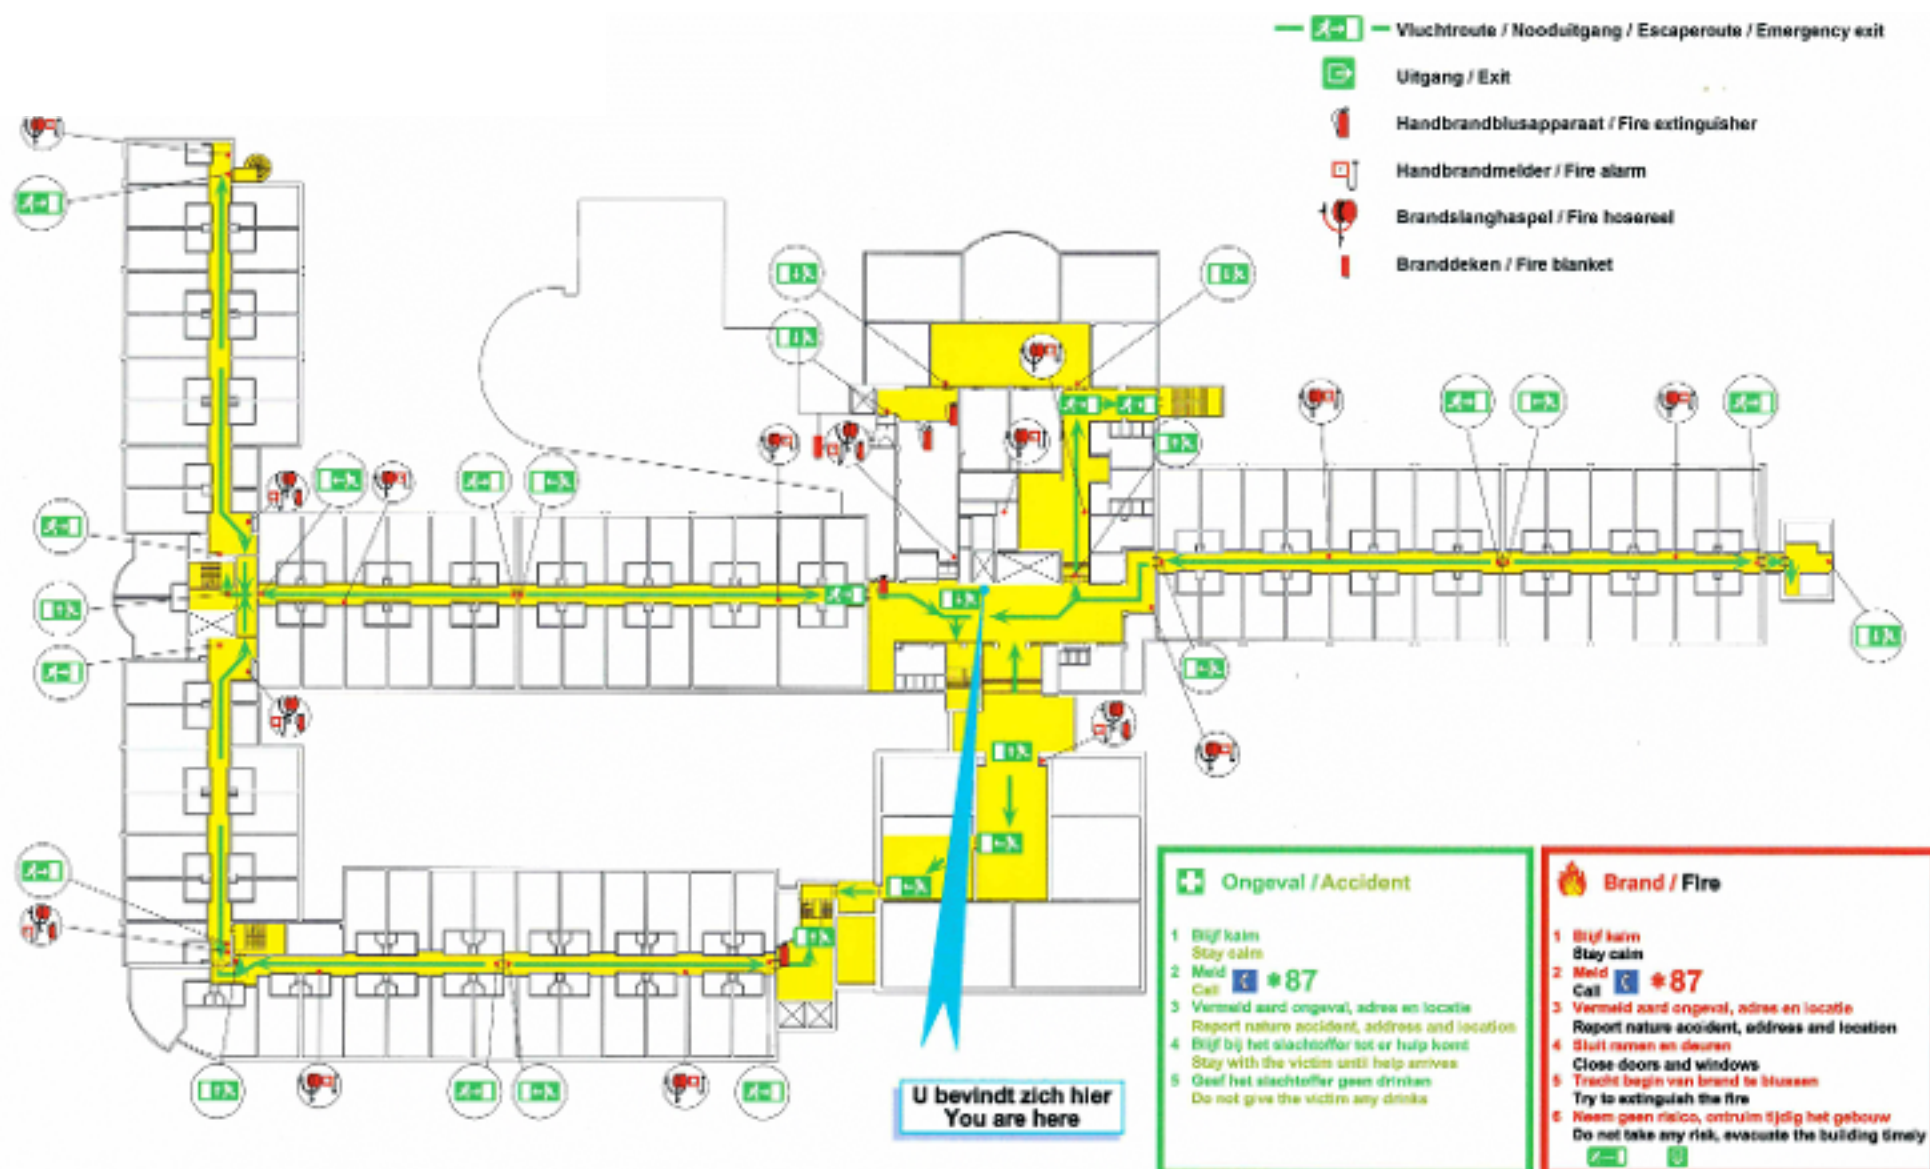 Vluchtroute / Nooduitgang / Escaperoute / Emergency exit
Uitgang / Exit
Handbrandblusapparaat / Fire extinguisher
Handbrandmelder / Fire alarm
Brandslanghaspel / Fire hosereel
Branddeken / Fire blanket
U bevindt zich hier
You are here
Ongeval / Accident
1 Blijf kalm
Stay calm
2 Meld
Call *87
3 Vermeld aard ongeval, adres en locatie
Report nature accident, address and location
4 Blijf bij het slachtoffer tot er hulp komt
Stay with the victim until help arrives
5 Geef het slachtoffer geen drinken
Do not give the victim any drinks
Brand / Fire
1 Blijf kalm
Stay calm
2 Meld
Call *87
3 Vermeld aard ongeval, adres en locatie
Report nature accident, address and location
4 Sluit ramen en deuren
Close doors and windows
5 Tracht begin van brand te blussen
Try to extinguish the fire
6 Neem geen risico, ontruim tijdig het gebouw
Do not take any risk, evacuate the building timely